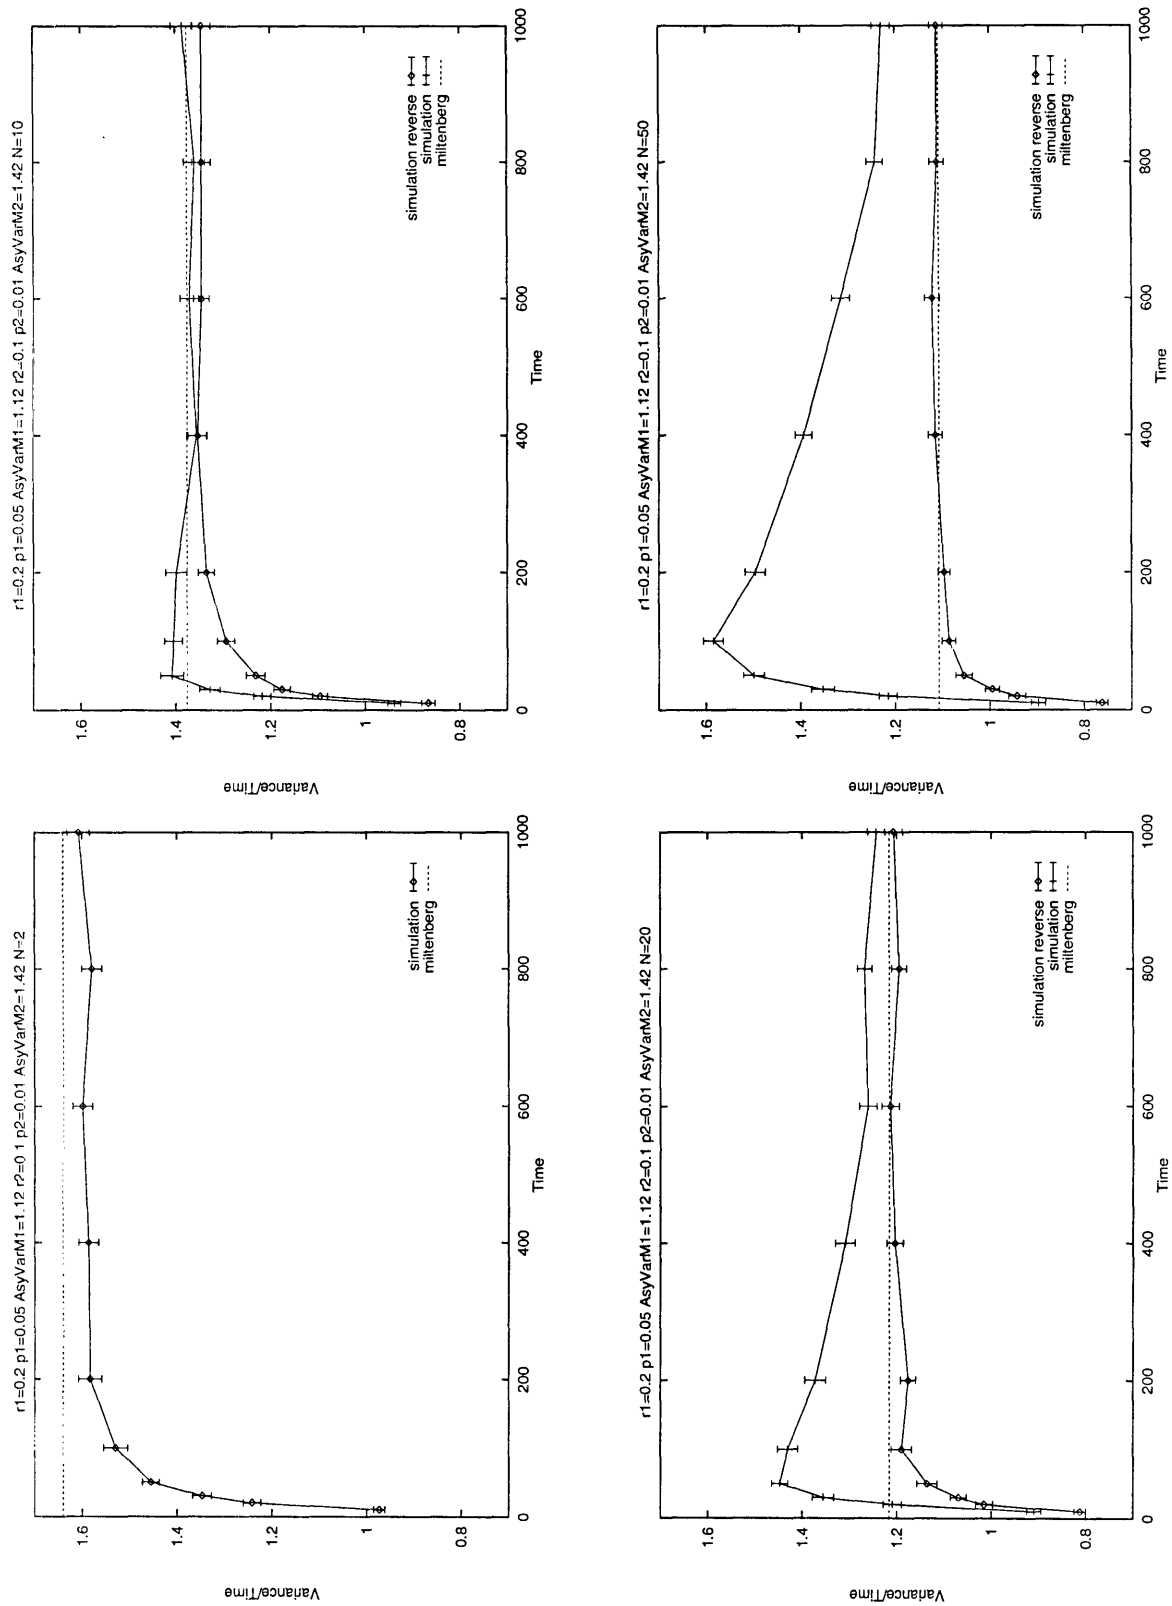 r1=0.2 p1=0.05 AsyVarM1=1.12 r2=0 1 p2=0.01 AsyVarM2=1.42 N=2
1.6
1.4
1.2
1
0.8
Variance/Time
simulation
miltenberg
0
200
400
600
800
1000
Time
r1=0.2 p1=0.05 AsyVarM1=1.12 r2=0.1 p2=0.01 AsyVarM2=1.42 N=10
1.6
1.4
1.2
1
0.8
Variance/Time
simulation reverse
simulation
miltenberg
0
200
400
600
800
1000
Time
r1=0.2 p1=0.05 AsyVarM1=1.12 r2=0.1 p2=0.01 AsyVarM2=1.42 N=20
1.6
1.4
1.2
1
0.8
Variance/Time
simulation reverse
simulation
miltenberg
0
200
400
600
800
1000
Time
r1=0.2 p1=0.05 AsyVarM1=1.12 r2=0.1 p2=0.01 AsyVarM2=1.42 N=50
1.6
1.4
1.2
1
0.8
Variance/Time
simulation reverse
simulation
miltenberg
0
200
400
600
800
1000
Time